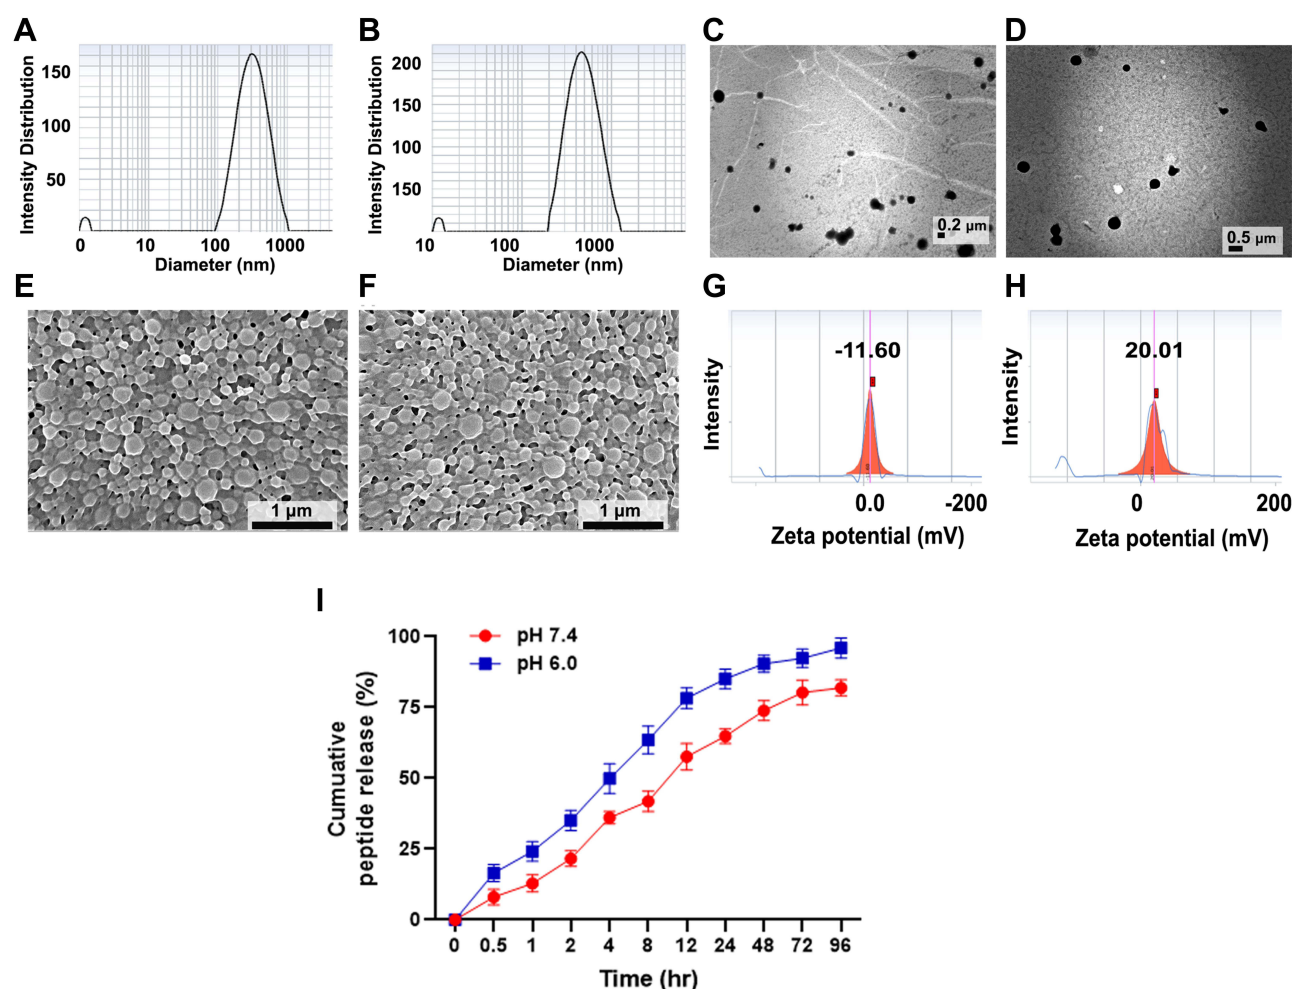 A
Intensity Distribution
150
100
50
0
10
100
1000
Diameter (nm)
B
Intensity Distribution
200
150
100
150
10
100
1000
Diameter (nm)
C
0.2 μm
D
0.5 μm
E
1 μm
F
1 μm
G
Intensity
-11.60
0.0
-200
Zeta potential (mV)
H
Intensity
20.01
0
200
Zeta potential (mV)
I
pH 7.4
pH 6.0
Cumuative
peptide release (%)
100
75
50
25
0
0 0.5 1 2 4 8 12 24 48 72 96
Time (hr)